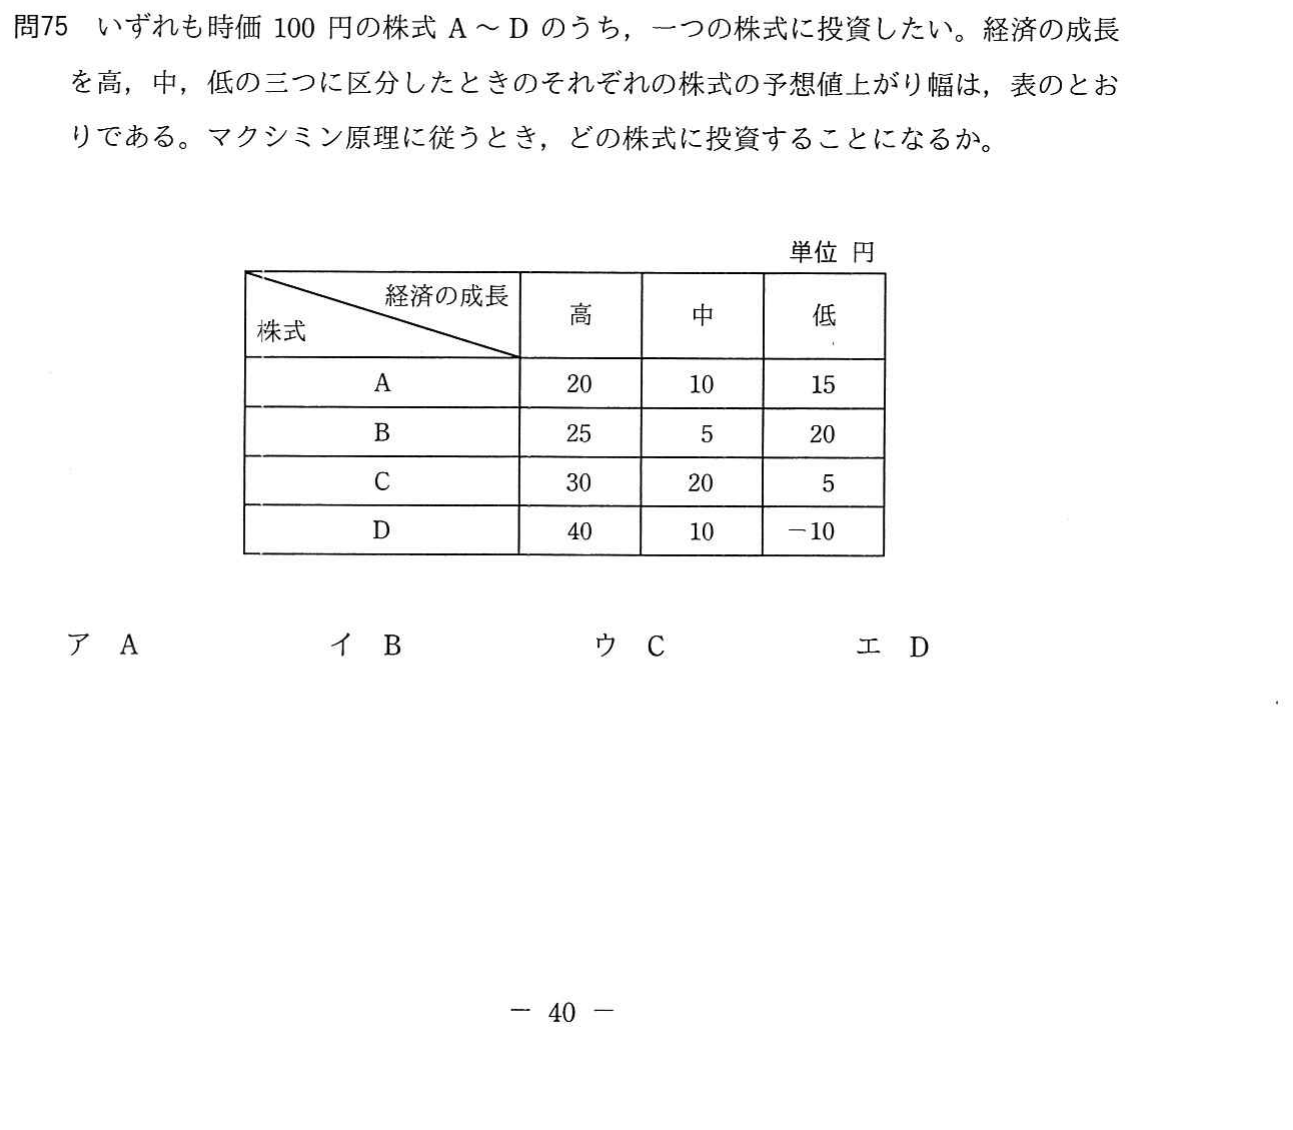 問75 いずれも時価 100 円の株式 A ～ D のうち，一つの株式に投資したい。経済の成長
を高，中，低の三つに区分したときのそれぞれの株式の予想値上がり幅は，表のとお
りである。マクシミン原理に従うとき，どの株式に投資することになるか。
単位 円
経済の成長
株式
高 中 低
A 20 10 15
B 25 5 20
C 30 20 5
D 40 10 －10
ア A イ B ウ C エ D
－ 40 －